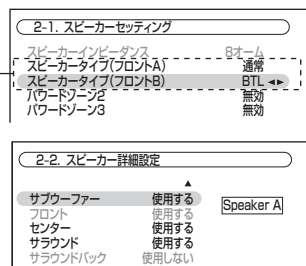 2-1. スピーカーセッティング
スピーカーインピーダンス 8オーム
スピーカータイプ(フロントA) 通常
スピーカータイプ(フロントB) BTL ◄►
パワードゾーン2 無効
パワードゾーン3 無効
2-2. スピーカー詳細設定
▲
サブウーファー 使用する
Speaker A
フロント 使用する
センター 使用する
サラウンド 使用する
サラウンドバック 使用しない